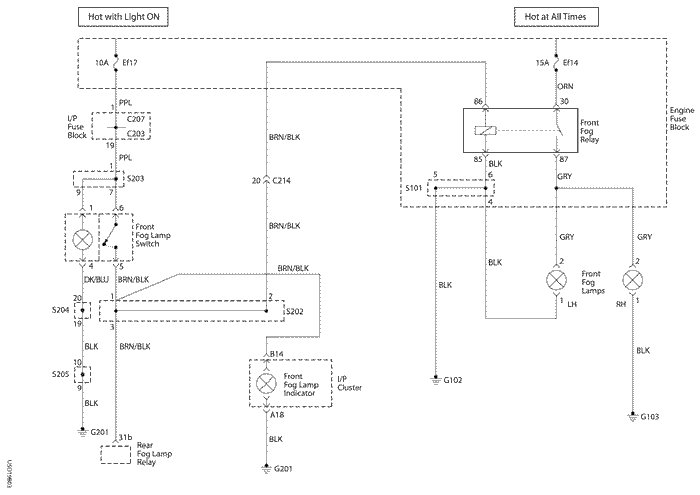 Hot with Light ON
Hot at All Times
10A Ef17
15A Ef14
ORN
PPL
1
86
30
I/P
Fuse
Block
C207
C203
Front
Fog
Relay
Engine
Fuse
Block
19
BRN/BLK
PPL
85
87
BLK
1
S203
20
C214
S101
5
6
GRY
9
7
4
1
6
Front
Fog Lamp
Switch
BRN/BLK
GRY
GRY
4
5
2
2
DK/BLU
BRN/BLK
BRN/BLK
BLK
BLK
Front
Fog
Lamps
20
1
2
1
LH
RH
1
S204
S202
19
3
BLK
BRN/BLK
BLK
B14
10
S205
Front
Fog Lamp
Indicator
I/P
Cluster
G102
9
BLK
A18
G103
G201
31b
BLK
Rear
Fog Lamp
Relay
G201